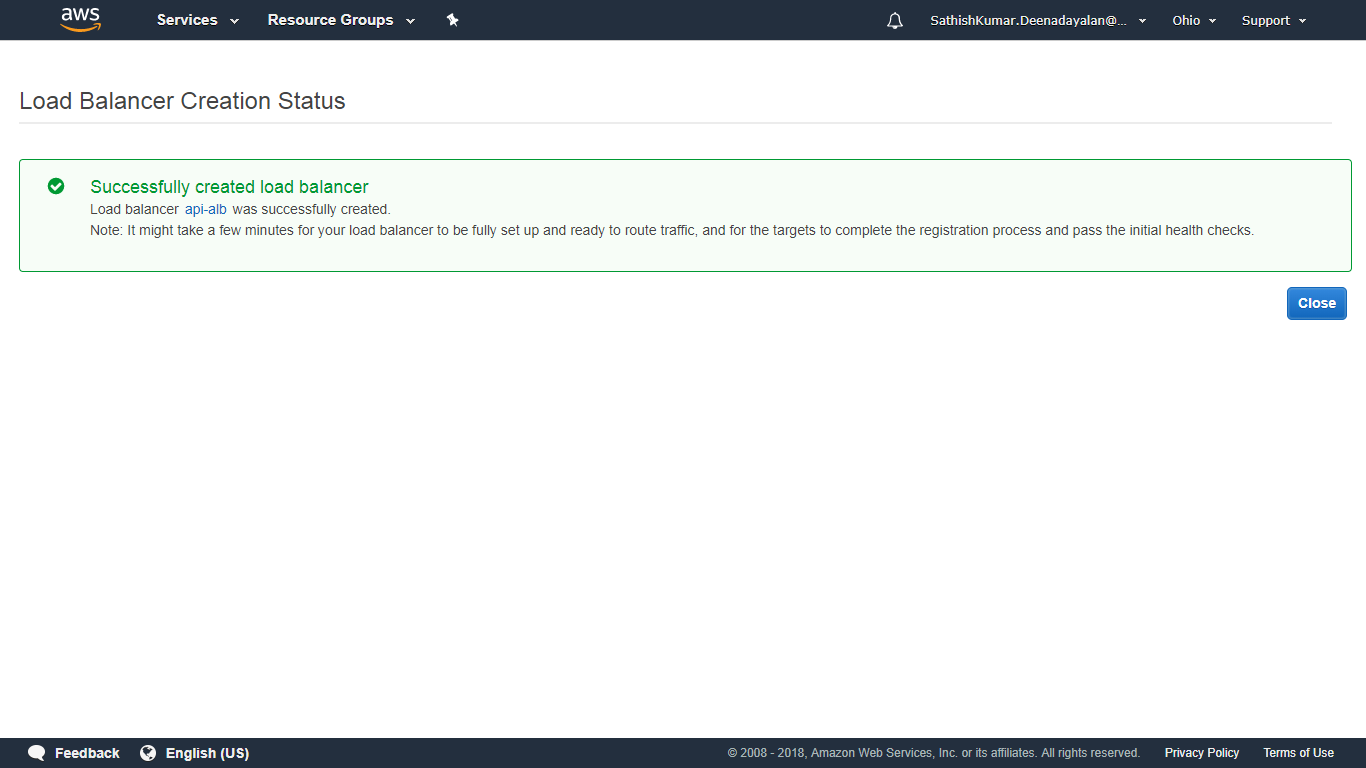 aws Services Resource Groups SathishKumar.Deenadayalan@... Ohio Support
Load Balancer Creation Status
Successfully created load balancer
Load balancer api-alb was successfully created.
Note: It might take a few minutes for your load balancer to be fully set up and ready to route traffic, and for the targets to complete the registration process and pass the initial health checks.
Close
Feedback English (US) © 2008 - 2018, Amazon Web Services, Inc. or its affiliates. All rights reserved. Privacy Policy Terms of Use